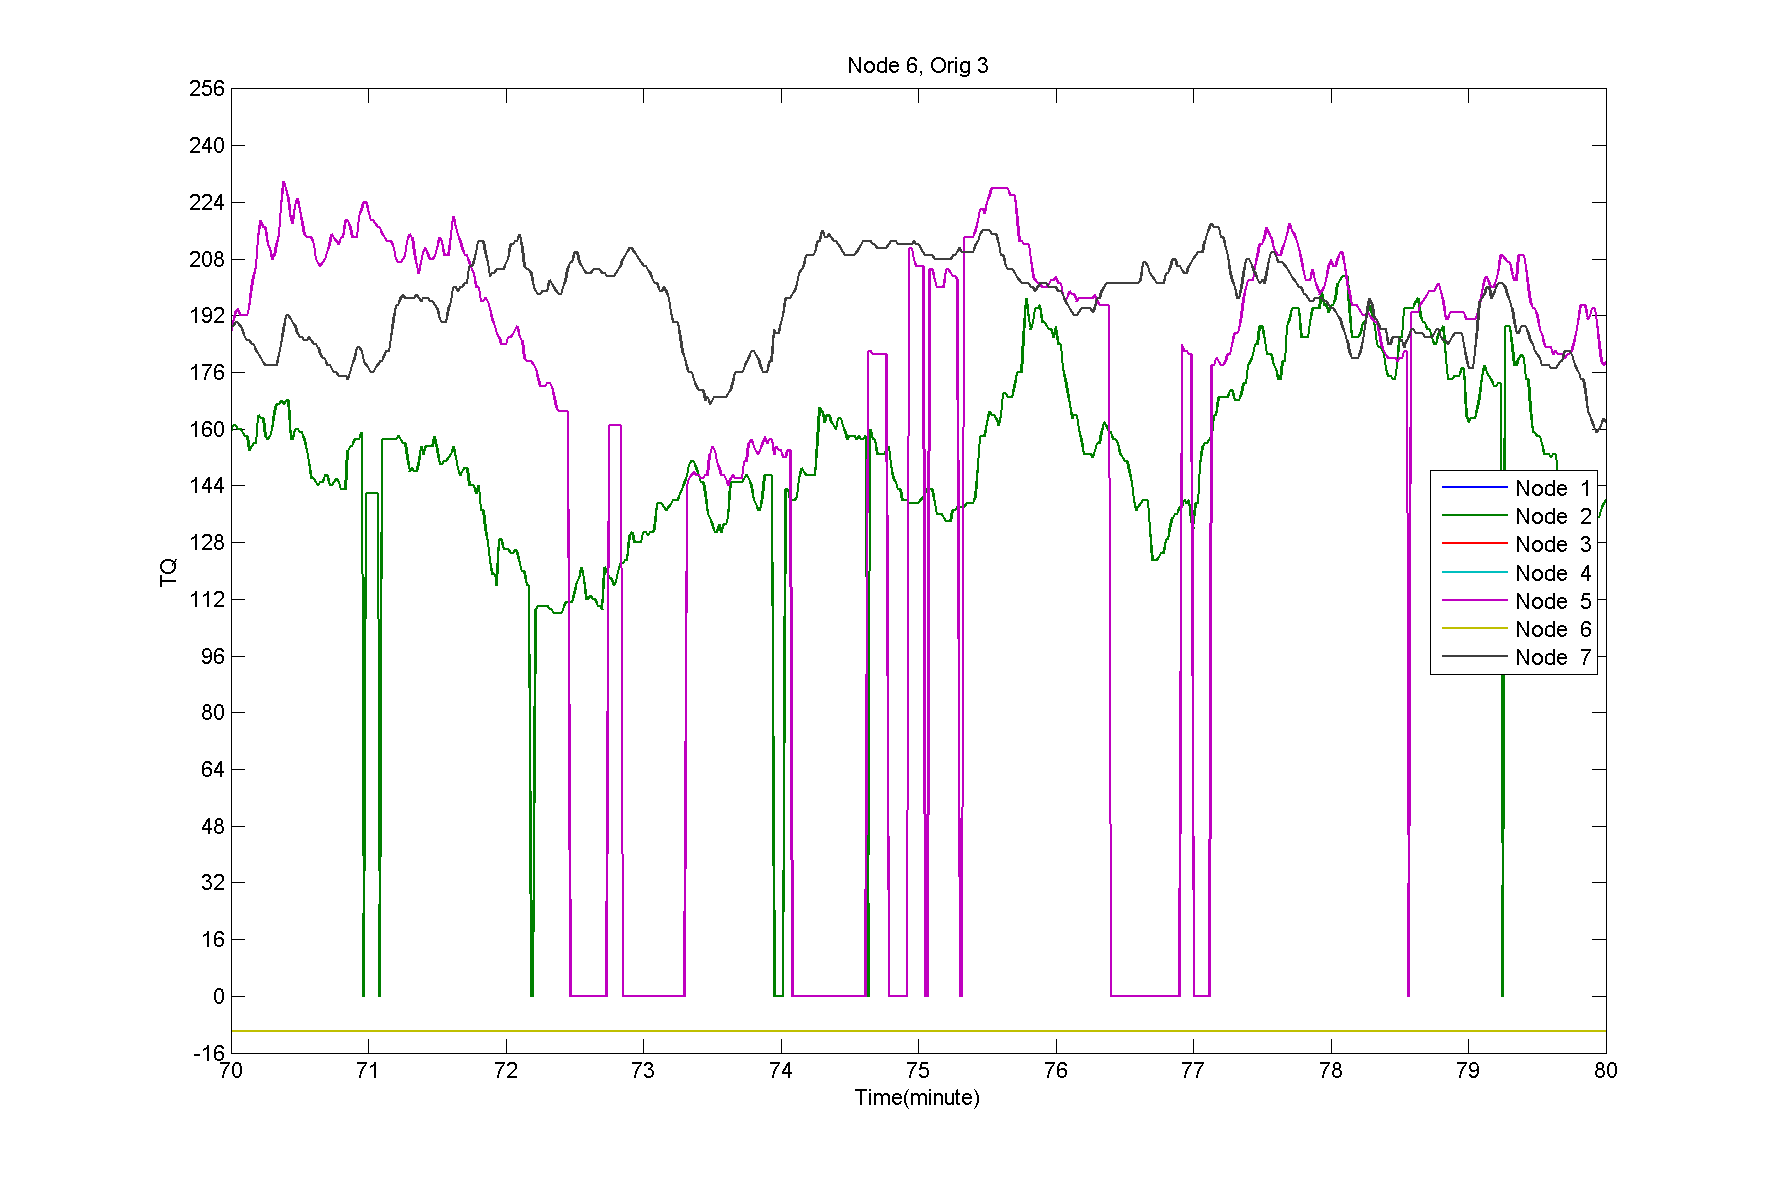 Node 6, Orig 3
256
240
224
208
192
176
160
144
128
112
96
80
64
48
32
16
0
-16
TQ
70 71 72 73 74 75 76 77 78 79 80
Time(minute)
Node 1
Node 2
Node 3
Node 4
Node 5
Node 6
Node 7